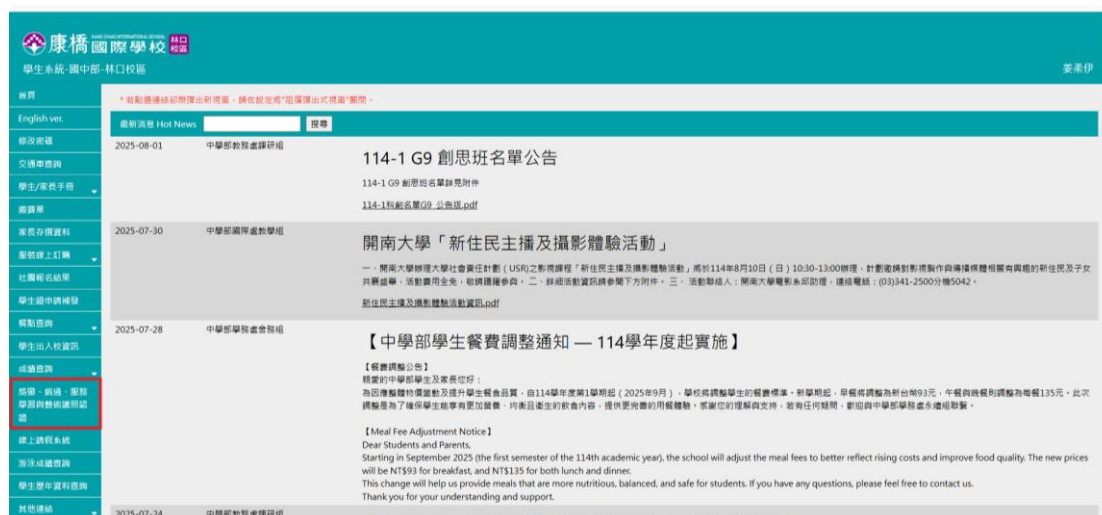 康橋國際學校 林口校區
學生系統-國中部-林口校區
姜柔伊
首頁
English ver.
修改密碼
交通車查詢
學生/家長手冊
繳費單
家長存摺資料
服裝線上訂購
社團報名結果
學生證申請補發
餐點查詢
學生出入校資訊
成績查詢
獎懲、銷過、服務
學習與藝術護照認
證
線上請假系統
游泳成績查詢
學生歷年資料查詢
其他連結
* 若點選連結卻無彈出新視窗，請在設定將"阻擋彈出式視窗"關閉。
最新消息 Hot News
搜尋
2025-08-01 中學部教務處課研組
114-1 G9 創思班名單公告
114-1 G9 創思班名單詳見附件
114-1科創名單G9_公告版.pdf
2025-07-30 中學部國際處教學組
開南大學「新住民主播及攝影體驗活動」
一、開南大學辦理大學社會責任計劃（USR)之影視課程「新住民主播及攝影體驗活動」將於114年8月10日（日）10:30-13:00辦理，計劃邀請對影視製作與傳播媒體相關有興趣的新住民及子女
共襄盛舉，活動費用全免，敬請踴躍參與。 二、詳細活動資訊請參閱下方附件。 三、 活動聯絡人：開南大學電影系邱助理，連絡電話：(03)341-2500分機5042。
新住民主播及攝影體驗活動資訊.pdf
2025-07-28 中學部學務處會務組
【中學部學生餐費調整通知 — 114學年度起實施】
【餐費調整公告】
親愛的中學部學生及家長您好：
為因應整體物價變動及提升學生餐食品質，自114學年度第1學期起（2025年9月），學校將調整學生的餐費標準。新學期起，早餐將調整為新台幣93元，午餐與晚餐則調整為每餐135元。此次
調整是為了確保學生能享有更加營養、均衡且衛生的飲食內容，提供更完善的用餐體驗。感謝您的理解與支持，若有任何疑問，歡迎與中學部學務處永續組聯繫。
【Meal Fee Adjustment Notice】
Dear Students and Parents,
Starting in September 2025 (the first semester of the 114th academic year), the school will adjust the meal fees to better reflect rising costs and improve food quality. The new prices
will be NT$93 for breakfast, and NT$135 for both lunch and dinner.
This change will help us provide meals that are more nutritious, balanced, and safe for students. If you have any questions, please feel free to contact us.
Thank you for your understanding and support.
2025-07-24 中學部教務處課研組